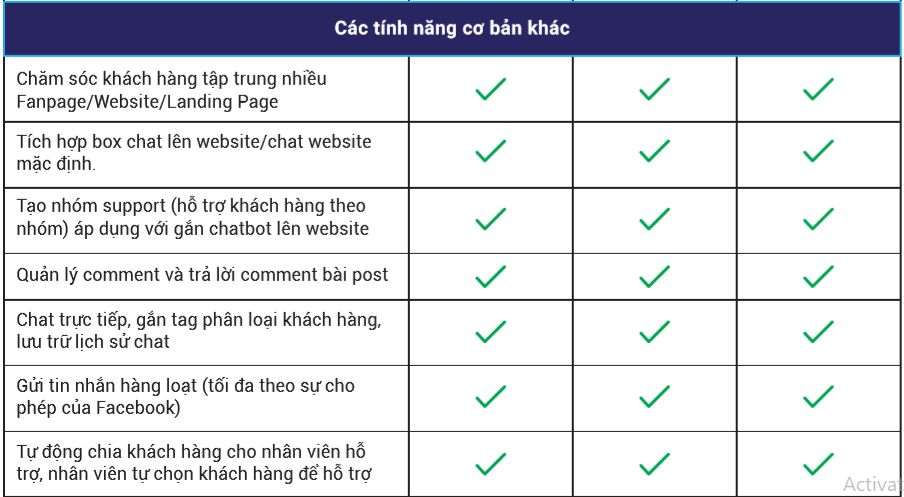 Các tính năng cơ bản khác
Chăm sóc khách hàng tập trung nhiều
Fanpage/Website/Landing Page
Tích hợp box chat lên website/chat website
mặc định.
Tạo nhóm support (hỗ trợ khách hàng theo
nhóm) áp dụng với gắn chatbot lên website
Quản lý comment và trả lời comment bài post
Chat trực tiếp, gắn tag phân loại khách hàng,
lưu trữ lịch sử chat
Gửi tin nhắn hàng loạt (tối đa theo sự cho
phép của Facebook)
Tự động chia khách hàng cho nhân viên hỗ
trợ, nhân viên tự chọn khách hàng để hỗ trợ
Activat